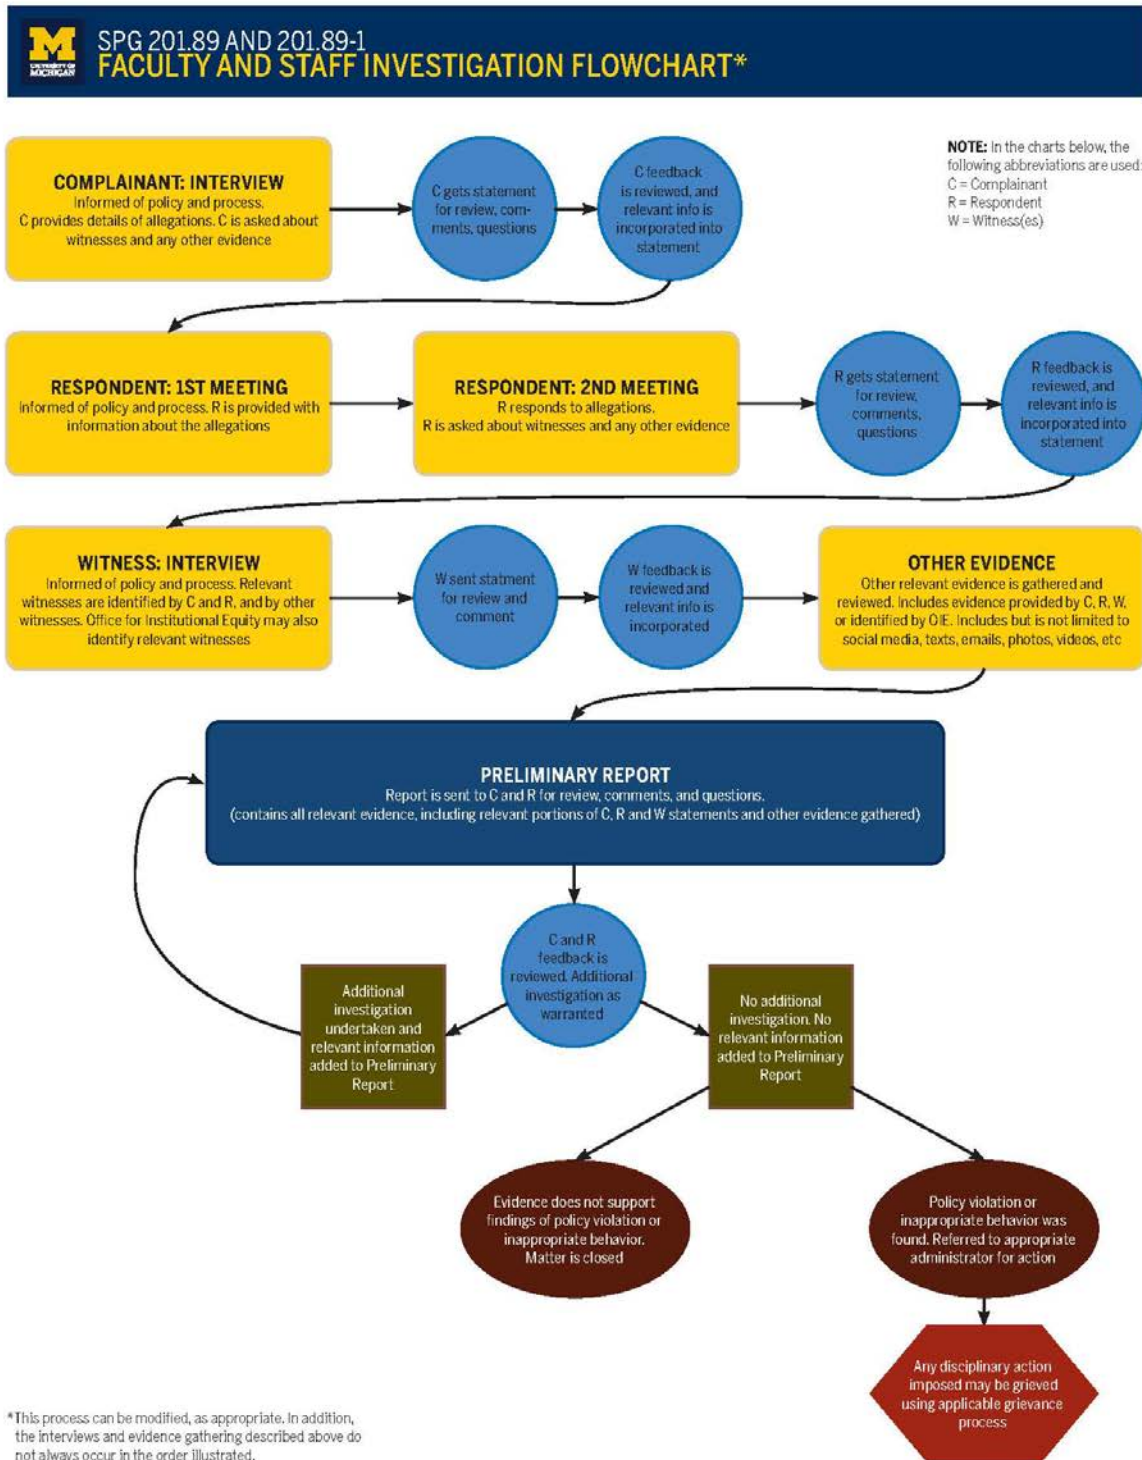 M
UNIVERSITY OF
MICHIGAN
SPG 201.89 AND 201.89-1
FACULTY AND STAFF INVESTIGATION FLOWCHART*
NOTE: In the charts below, the
following abbreviations are used:
C = Complainant
R = Respondent
W = Witness(es)
COMPLAINANT: INTERVIEW
Informed of policy and process.
C provides details of allegations. C is asked about
witnesses and any other evidence
C gets statement
for review, com-
ments, questions
C feedback
is reviewed, and
relevant info is
incorporated into
statement
RESPONDENT: 1ST MEETING
Informed of policy and process. R is provided with
information about the allegations
RESPONDENT: 2ND MEETING
R responds to allegations.
R is asked about witnesses and any other evidence
R gets statement
for review,
comments,
questions
R feedback is
reviewed, and
relevant info is
incorporated into
statement
WITNESS: INTERVIEW
Informed of policy and process. Relevant
witnesses are identified by C and R, and by other
witnesses. Office for Institutional Equity may also
identify relevant witnesses
W sent statment
for review and
comment
W feedback is
reviewed and
relevant info is
incorporated
OTHER EVIDENCE
Other relevant evidence is gathered and
reviewed. Includes evidence provided by C, R, W,
or identified by OIE. Includes but is not limited to
social media, texts, emails, photos, videos, etc
PRELIMINARY REPORT
Report is sent to C and R for review, comments, and questions.
(contains all relevant evidence, including relevant portions of C, R and W statements and other evidence gathered)
C and R
feedback is
reviewed. Additional
investigation as
warranted
Additional
investigation
undertaken and
relevant information
added to Preliminary
Report
No additional
investigation. No
relevant information
added to Preliminary
Report
Evidence does not support
findings of policy violation or
inappropriate behavior.
Matter is closed
Policy violation or
inappropriate behavior was
found. Referred to appropriate
administrator for action
Any disciplinary action
imposed may be grieved
using applicable grievance
process
*This process can be modified, as appropriate. In addition,
the interviews and evidence gathering described above do
not always occur in the order illustrated.